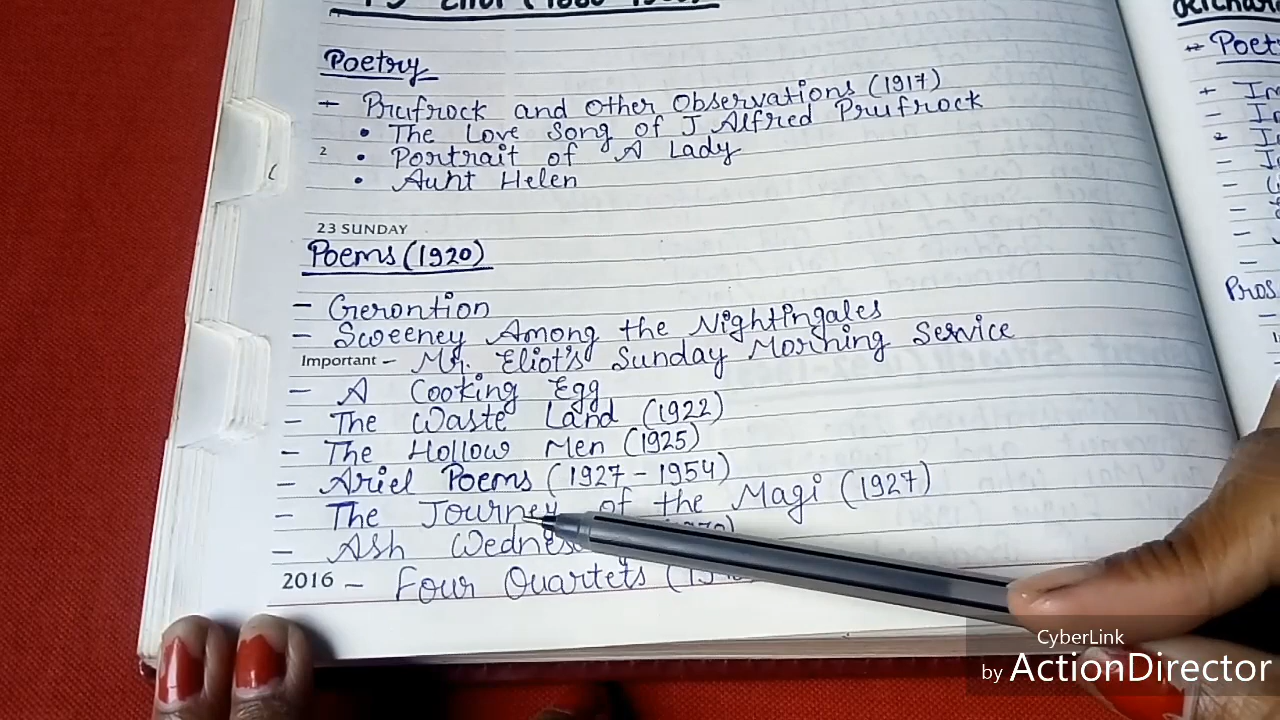 Poetry
- Prufrock and Other Observations (1917)
• The Love Song of J Alfred Prufrock
• Portrait of A Lady
• Aunt Helen
23 SUNDAY
Poems (1920)
- Gerontion
- Sweeney Among the Nightingales
Important - Mr. Eliot's Sunday Morning Service
- A Cooking Egg
- The Waste Land (1922)
- The Hollow Men (1925)
- Ariel Poems (1927 - 1954)
- The Journey of the Magi (1927)
- Ash
2016 - Four Quartets
CyberLink
by ActionDirector